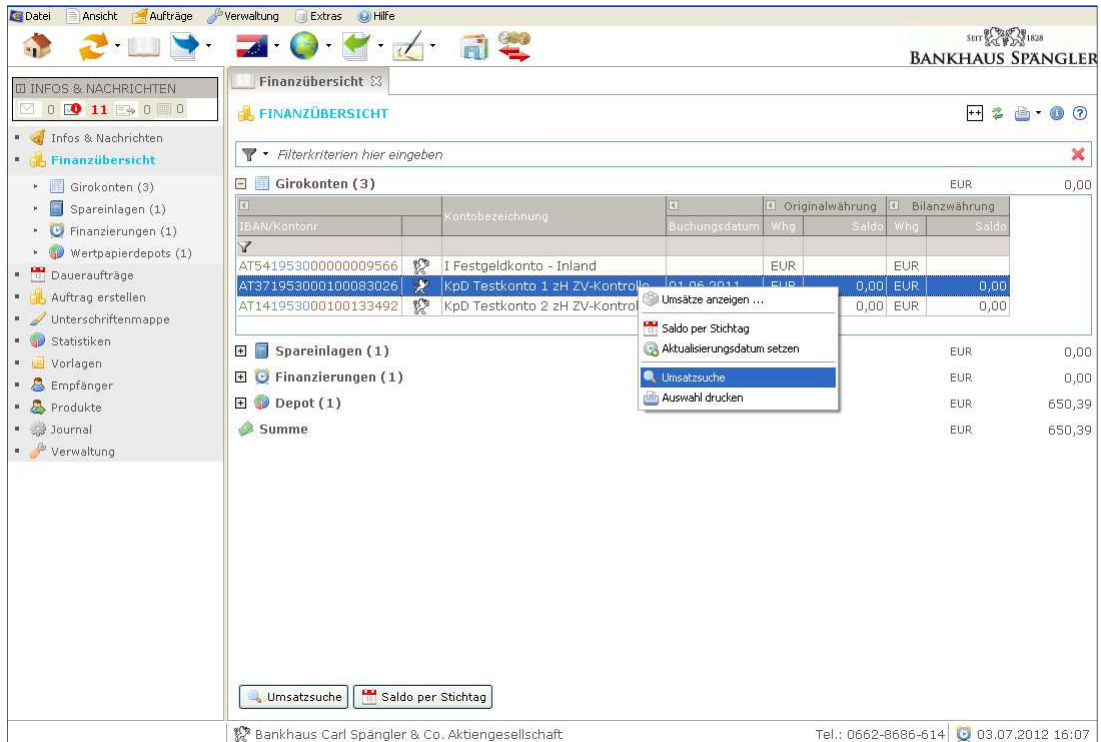 Datei Ansicht Aufträge Verwaltung Extras Hilfe
SEIT 1828
BANKHAUS SPÄNGLER
INFOS & NACHRICHTEN
0 11 0 0
Infos & Nachrichten
Finanzübersicht
Girokonten (3)
Spareinlagen (1)
Finanzierungen (1)
Wertpapierdepots (1)
Daueraufträge
Auftrag erstellen
Unterschriftenmappe
Statistiken
Vorlagen
Empfänger
Produkte
Journal
Verwaltung
Finanzübersicht
FINANZÜBERSICHT
Filterkriterien hier eingeben
Girokonten (3) EUR 0,00
Originalwährung Bilanzwährung
IBAN/Kontonr Kontobezeichnung Buchungsdatum Whg Saldo Whg Saldo
AT541953000000009566 I Festgeldkonto - Inland EUR EUR
AT371953000100083026 KpD Testkonto 1 zH ZV-Kontrolle 01.06.2011 EUR 0,00 EUR 0,00
AT141953000100133492 KpD Testkonto 2 zH ZV-Kontrol 0,00 EUR 0,00
Umsätze anzeigen ...
Saldo per Stichtag
Aktualisierungsdatum setzen
Umsatzsuche
Auswahl drucken
Spareinlagen (1) EUR 0,00
Finanzierungen (1) EUR 0,00
Depot (1) EUR 650,39
Summe EUR 650,39
Umsatzsuche Saldo per Stichtag
Bankhaus Carl Spängler & Co. Aktiengesellschaft Tel.: 0662-8686-614 03.07.2012 16:07